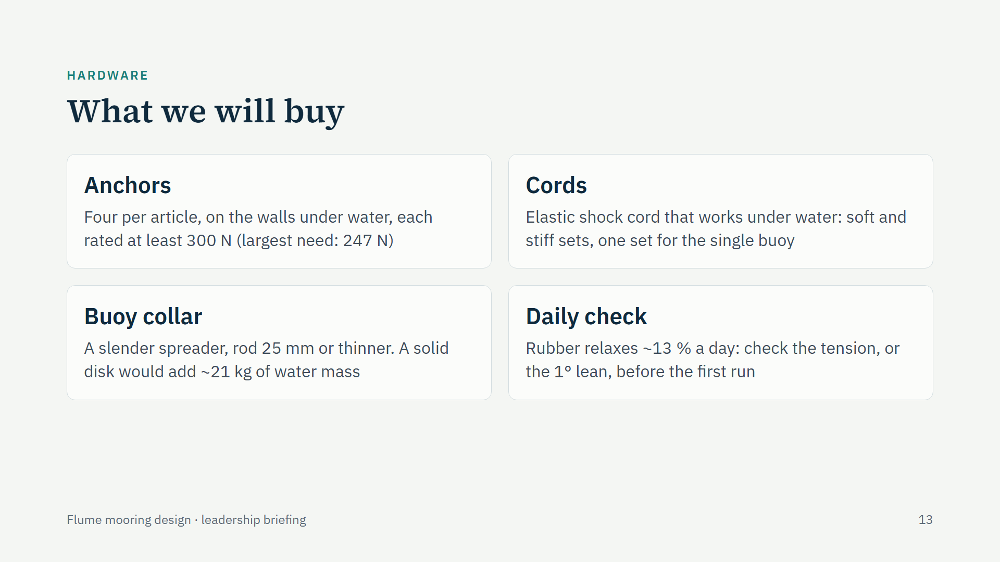 HARDWARE
What we will buy
Anchors
Four per article, on the walls under water, each
rated at least 300 N (largest need: 247 N)
Cords
Elastic shock cord that works under water: soft and
stiff sets, one set for the single buoy
Buoy collar
A slender spreader, rod 25 mm or thinner. A solid
disk would add ~21 kg of water mass
Daily check
Rubber relaxes ~13 % a day: check the tension, or
the 1° lean, before the first run
Flume mooring design · leadership briefing
13